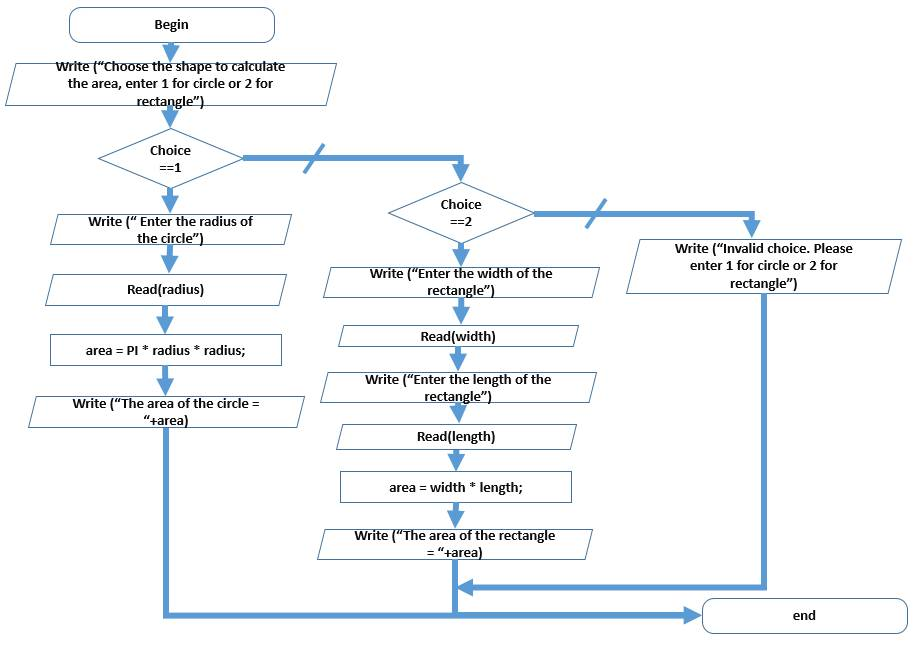 Begin
Write (“Choose the shape to calculate
the area, enter 1 for circle or 2 for
rectangle”)
Choice
==1
Write (“ Enter the radius of
the circle”)
Read(radius)
area = PI * radius * radius;
Write (“The area of the circle =
“+area)
Choice
==2
Write (“Enter the width of the
rectangle”)
Read(width)
Write (“Enter the length of the
rectangle”)
Read(length)
area = width * length;
Write (“The area of the rectangle
= “+area)
Write (“Invalid choice. Please
enter 1 for circle or 2 for
rectangle”)
end